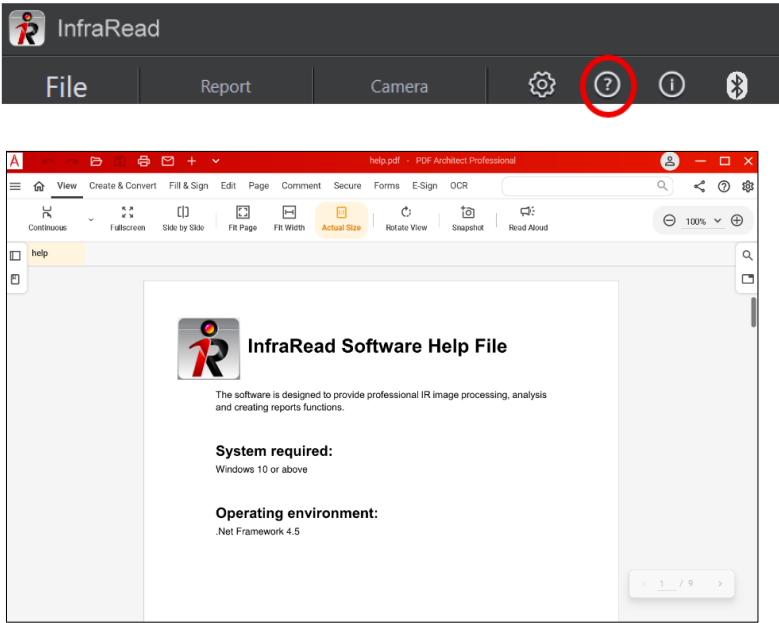 InfraRead
File Report Camera
help.pdf - PDF Architect Professional
View Create & Convert Fill & Sign Edit Page Comment Secure Forms E-Sign OCR
Continuous Fullscreen Side by Side Fit Page Fit Width Actual Size Rotate View Snapshot Read Aloud 100%
help
InfraRead Software Help File
The software is designed to provide professional IR image processing, analysis
and creating reports functions.
System required:
Windows 10 or above
Operating environment:
.Net Framework 4.5
1 / 9